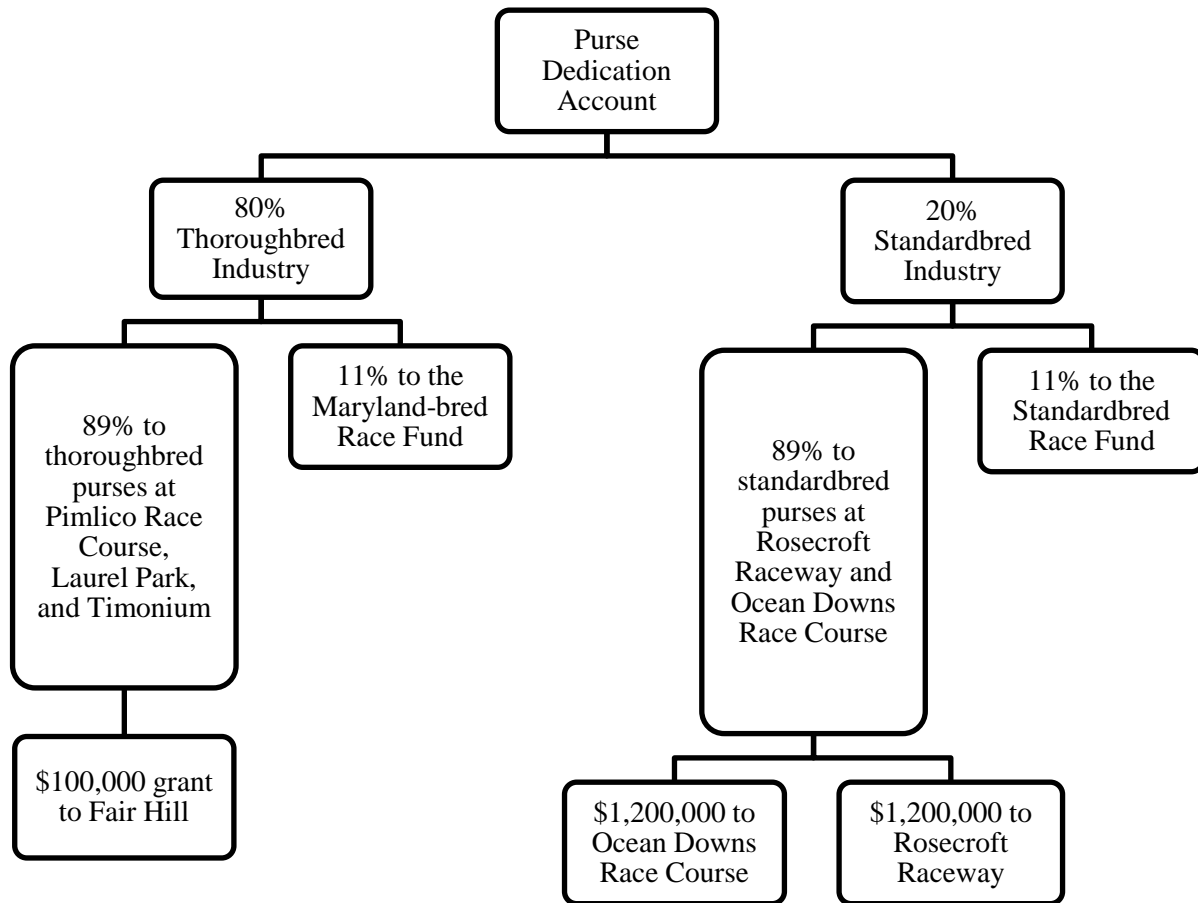 Purse
Dedication
Account
80%
Thoroughbred
Industry
20%
Standardbred
Industry
89% to
thoroughbred
purses at
Pimlico Race
Course,
Laurel Park,
and Timonium
11% to the
Maryland-bred
Race Fund
89% to
standardbred
purses at
Rosecroft
Raceway and
Ocean Downs
Race Course
11% to the
Standardbred
Race Fund
$100,000 grant
to Fair Hill
$1,200,000 to
Ocean Downs
Race Course
$1,200,000 to
Rosecroft
Raceway